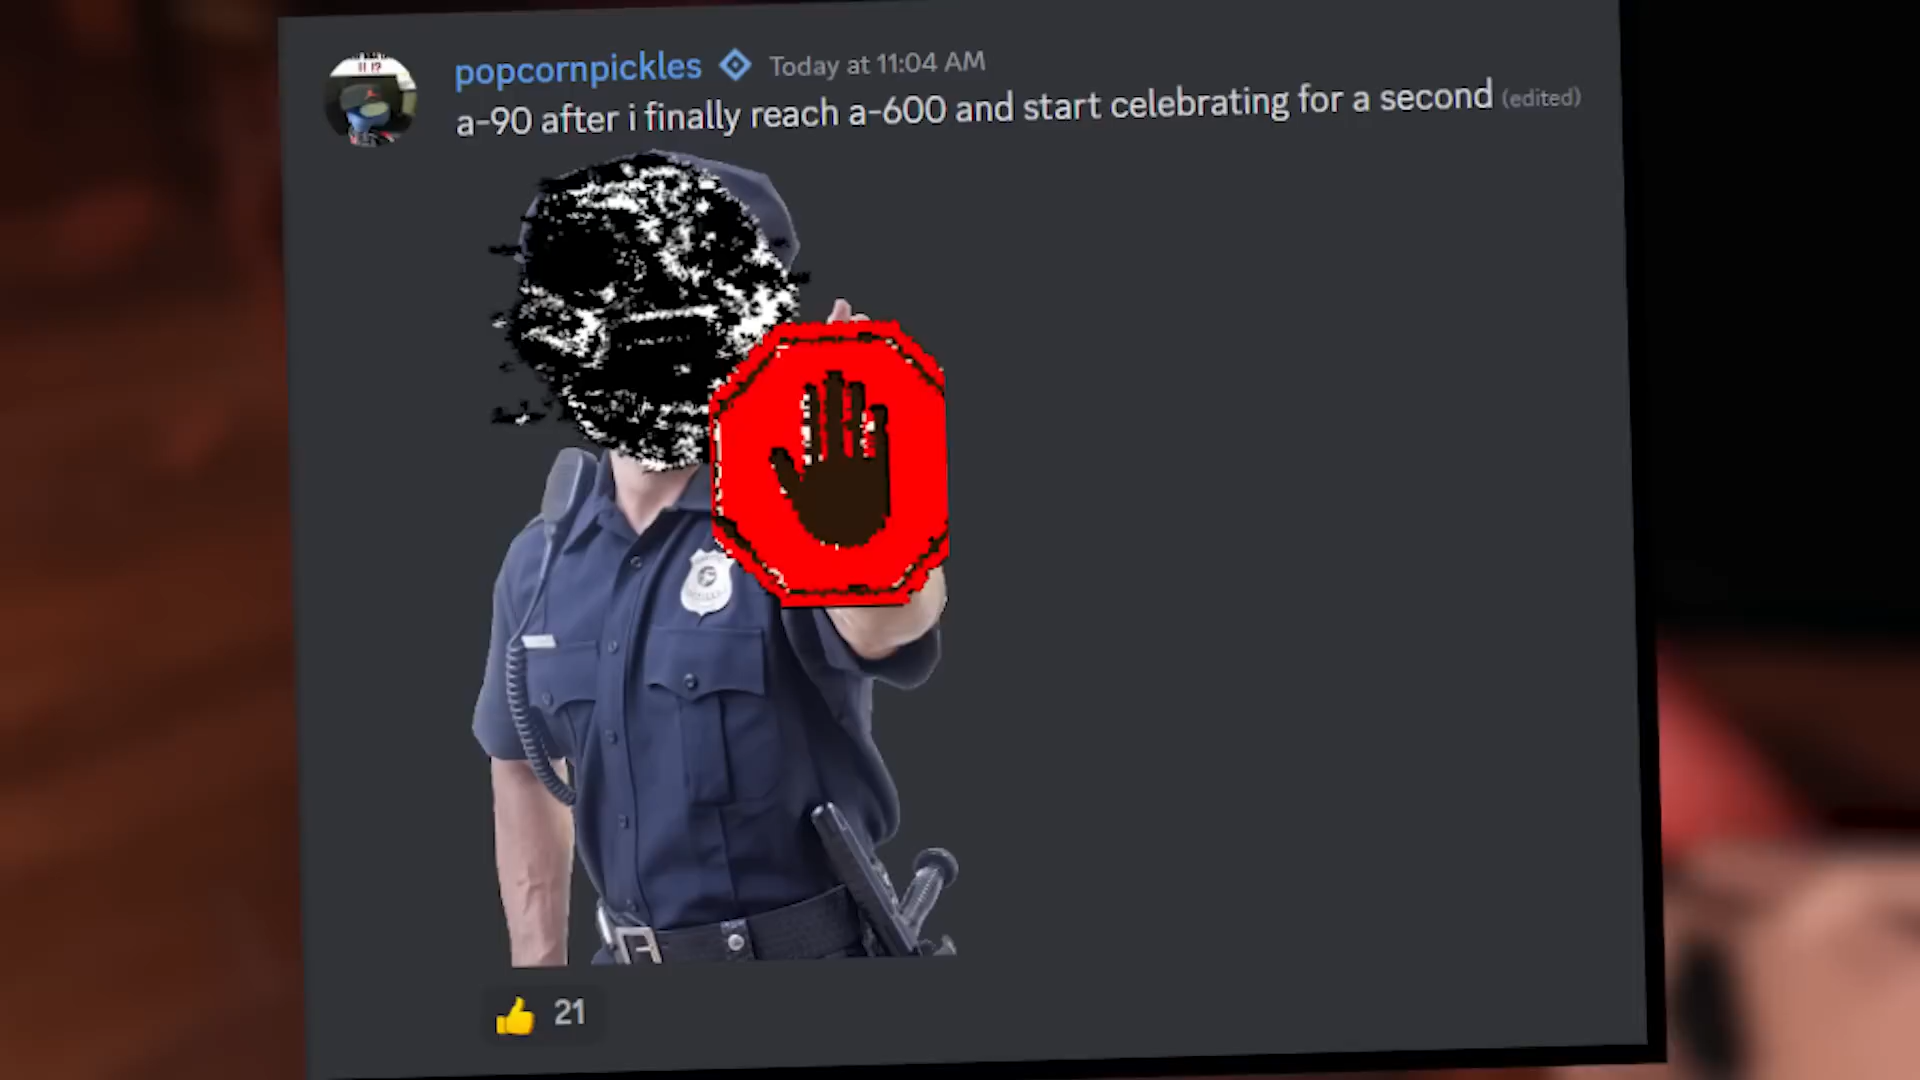 popcornpickles Today at 11:04 AM
a-90 after i finally reach a-600 and start celebrating for a second (edited)
21